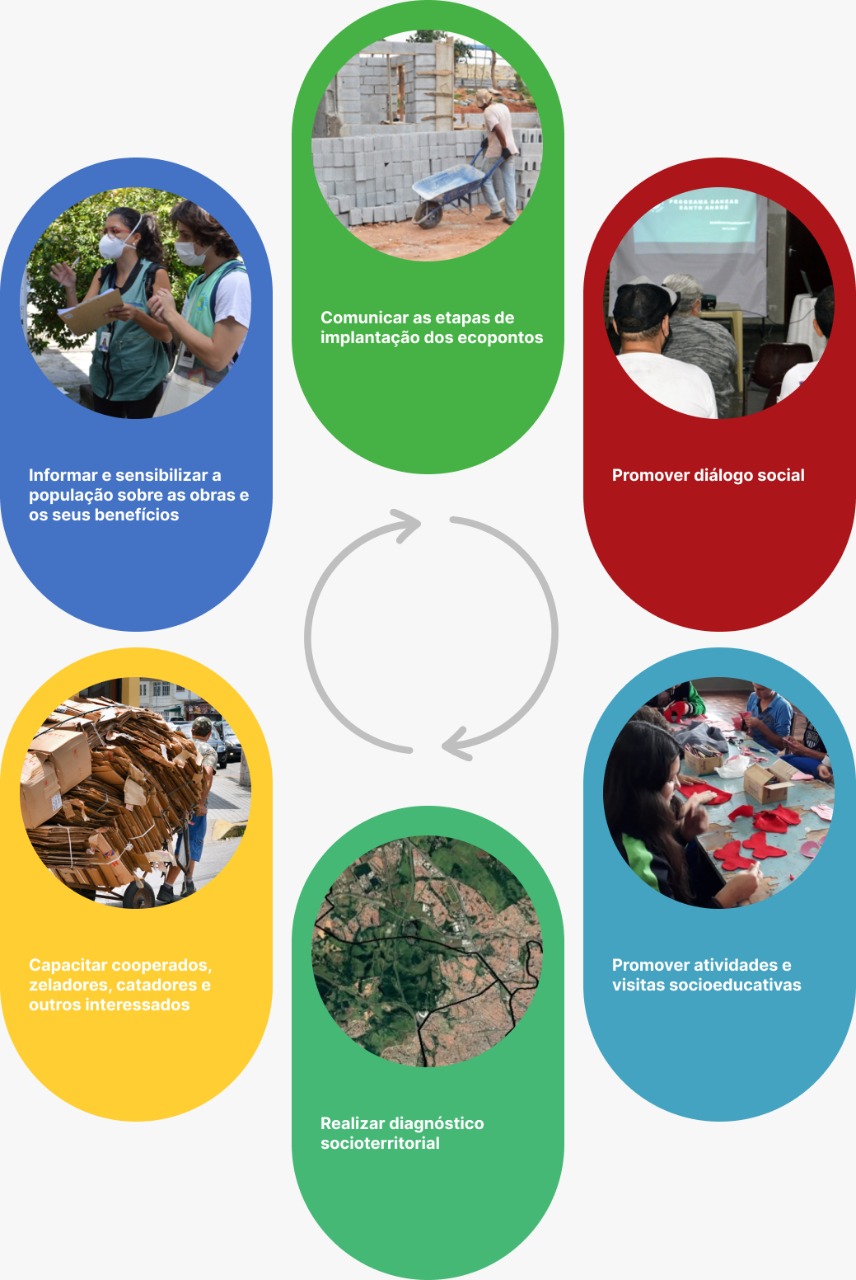 Comunicar as etapas de
implantação dos ecopontos
PROGRAMA SANEAR
SANTO ANDRÉ
Informar e sensibilizar a
população sobre as obras e
os seus benefícios
Promover diálogo social
Capacitar cooperados,
zeladores, catadores e
outros interessados
Promover atividades e
visitas socioeducativas
Realizar diagnóstico
socioterritorial